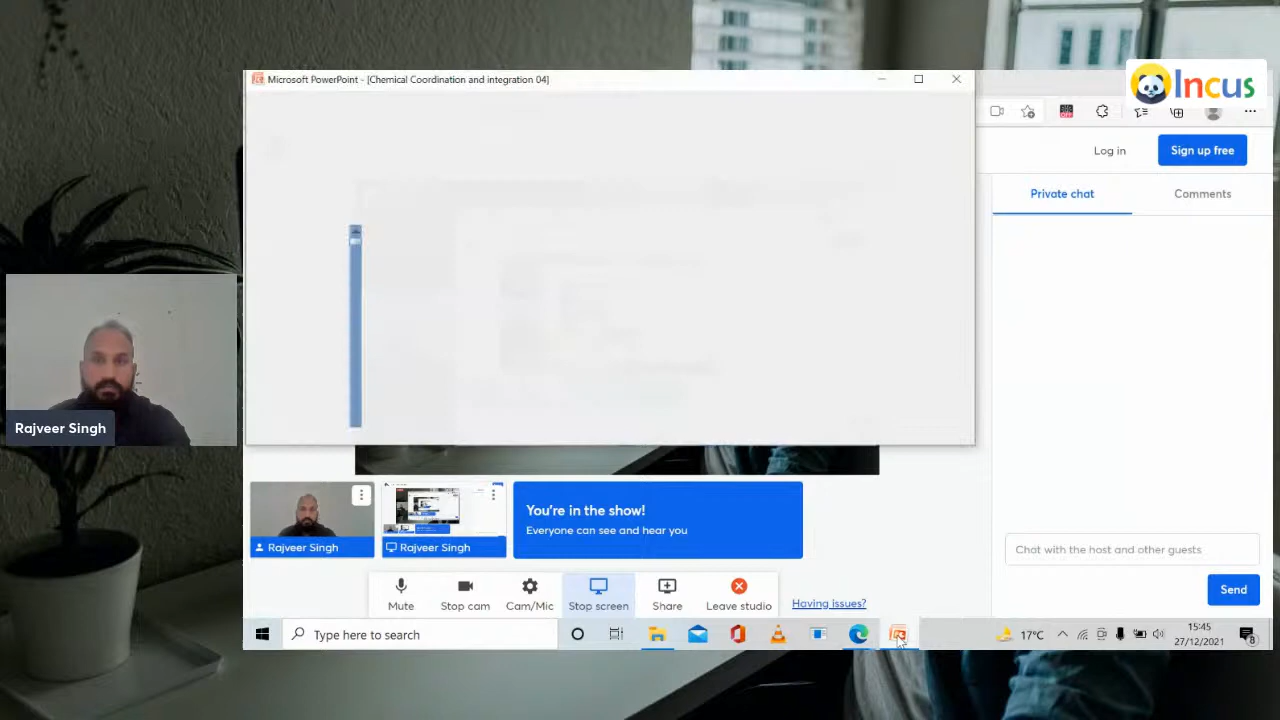 Microsoft PowerPoint - [Chemical Coordination and integration 04]
Incus
Log in
Sign up free
Private chat
Comments
Rajveer Singh
You're in the show!
Everyone can see and hear you
Rajveer Singh
Rajveer Singh
Chat with the host and other guests
Send
Mute
Stop cam
Cam/Mic
Stop screen
Share
Leave studio
Having issues?
Type here to search
17°C
15:45
27/12/2021
8